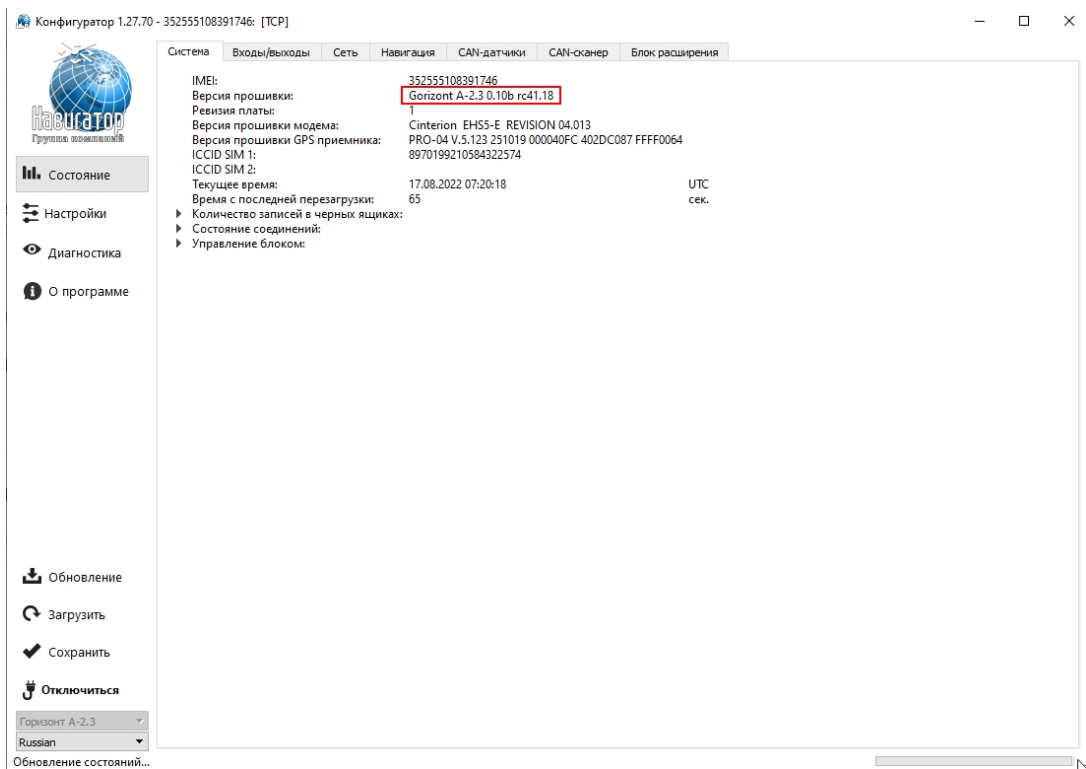 Конфигуратор 1.27.70 - 352555108391746: [TCP]
Навигатор
Группа компаний
Система Входы/выходы Сеть Навигация CAN-датчики CAN-сканер Блок расширения
IMEI: 352555108391746
Версия прошивки: Gorizont A-2.3 0.10b rc41.18
Ревизия платы: 1
Версия прошивки модема: Cinterion EHS5-E REVISION 04.013
Версия прошивки GPS приемника: PRO-04 V.5.123 251019 000040FC 402DC087 FFFF0064
ICCID SIM 1: 8970199210584322574
ICCID SIM 2:
Текущее время: 17.08.2022 07:20:18 UTC
Время с последней перезагрузки: 65 сек.
Количество записей в черных ящиках:
Состояние соединений:
Управление блоком:
Состояние
Настройки
Диагностика
О программе
Обновление
Загрузить
Сохранить
Отключиться
Горизонт А-2.3
Russian
Обновление состояний...